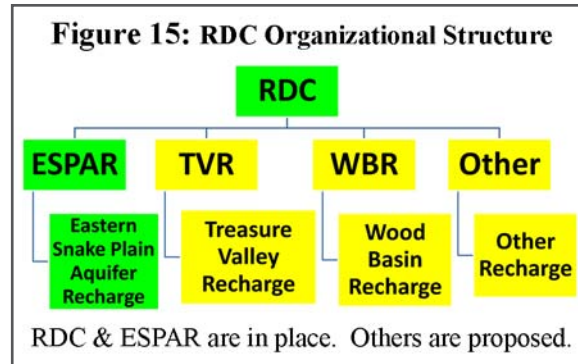 Figure 15: RDC Organizational Structure
RDC
ESPAR
TVR
WBR
Other
Eastern
Snake Plain
Aquifer
Recharge
Treasure
Valley
Recharge
Wood
Basin
Recharge
Other
Recharge
RDC & ESPAR are in place. Others are proposed.